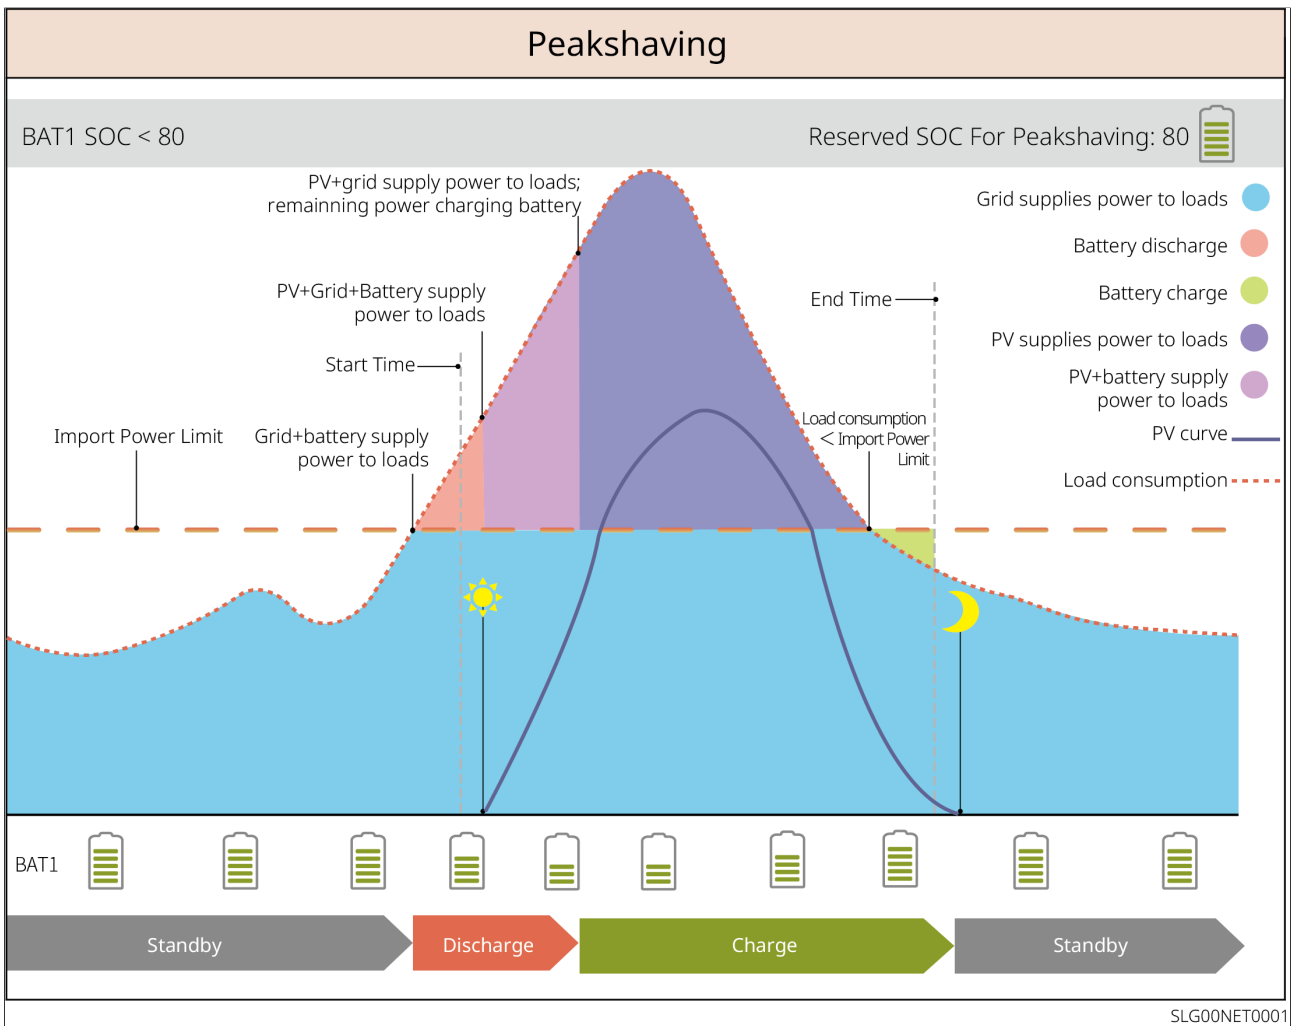 Peakshaving
BAT1 SOC < 80
Reserved SOC For Peakshaving: 80
PV+grid supply power to loads;
remainning power charging battery
Grid supplies power to loads
Battery discharge
PV+Grid+Battery supply
power to loads
End Time
Battery charge
Start Time
PV supplies power to loads
PV+battery supply
power to loads
Import Power Limit
Grid+battery supply
power to loads
Load consumption
< Import Power
Limit
PV curve
Load consumption
BAT1
Standby
Discharge
Charge
Standby
SLG00NET0001